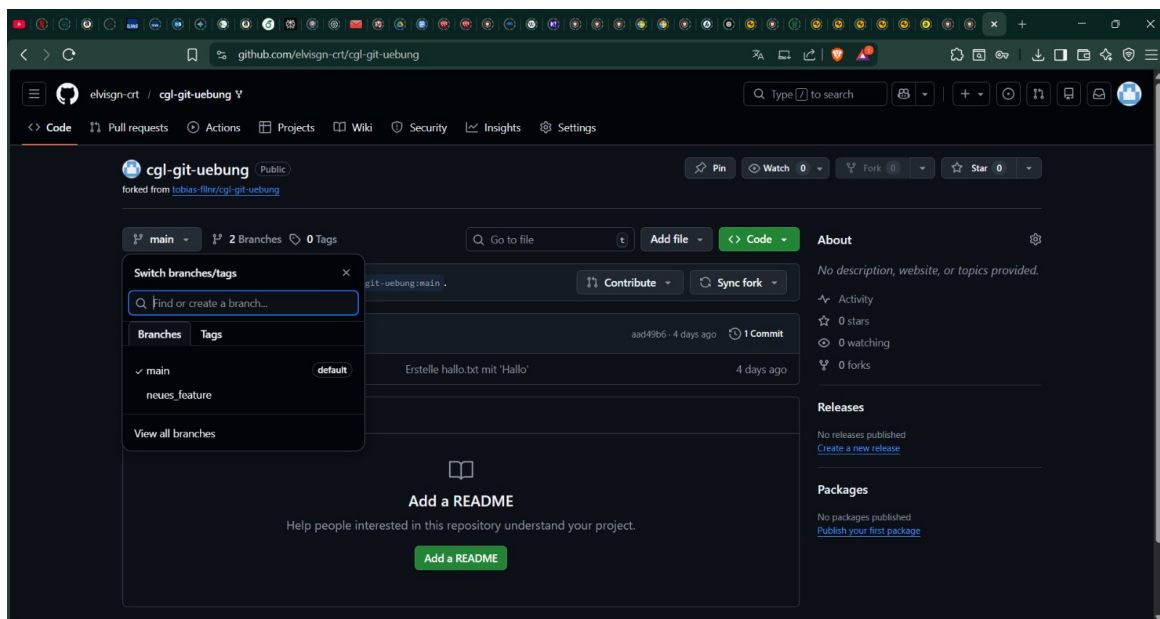 github.com/elvisgn-crt/cgl-git-uebung
elvisgn-crt / cgl-git-uebung
Type / to search
Code Pull requests Actions Projects Wiki Security Insights Settings
cgl-git-uebung Public
Pin Watch 0 Fork 0 Star 0
forked from tobias-fllnr/cgl-git-uebung
main 2 Branches 0 Tags Go to file t Add file Code
Switch branches/tags
Find or create a branch...
Branches Tags
main default
neues_feature
View all branches
git-uebung:main .
Contribute Sync fork
aad49b6 · 4 days ago 1 Commit
Erstelle hallo.txt mit 'Hallo' 4 days ago
Add a README
Help people interested in this repository understand your project.
Add a README
About
No description, website, or topics provided.
Activity
0 stars
0 watching
0 forks
Releases
No releases published
Create a new release
Packages
No packages published
Publish your first package